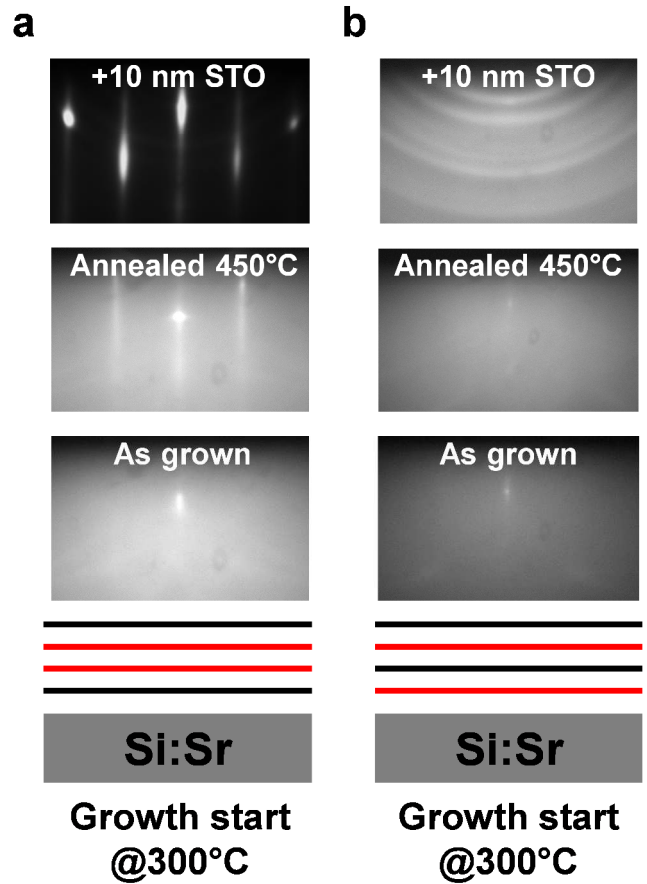 a
+10 nm STO
Annealed 450°C
As grown
Si:Sr
Growth start
@300°C
b
+10 nm STO
Annealed 450°C
As grown
Si:Sr
Growth start
@300°C